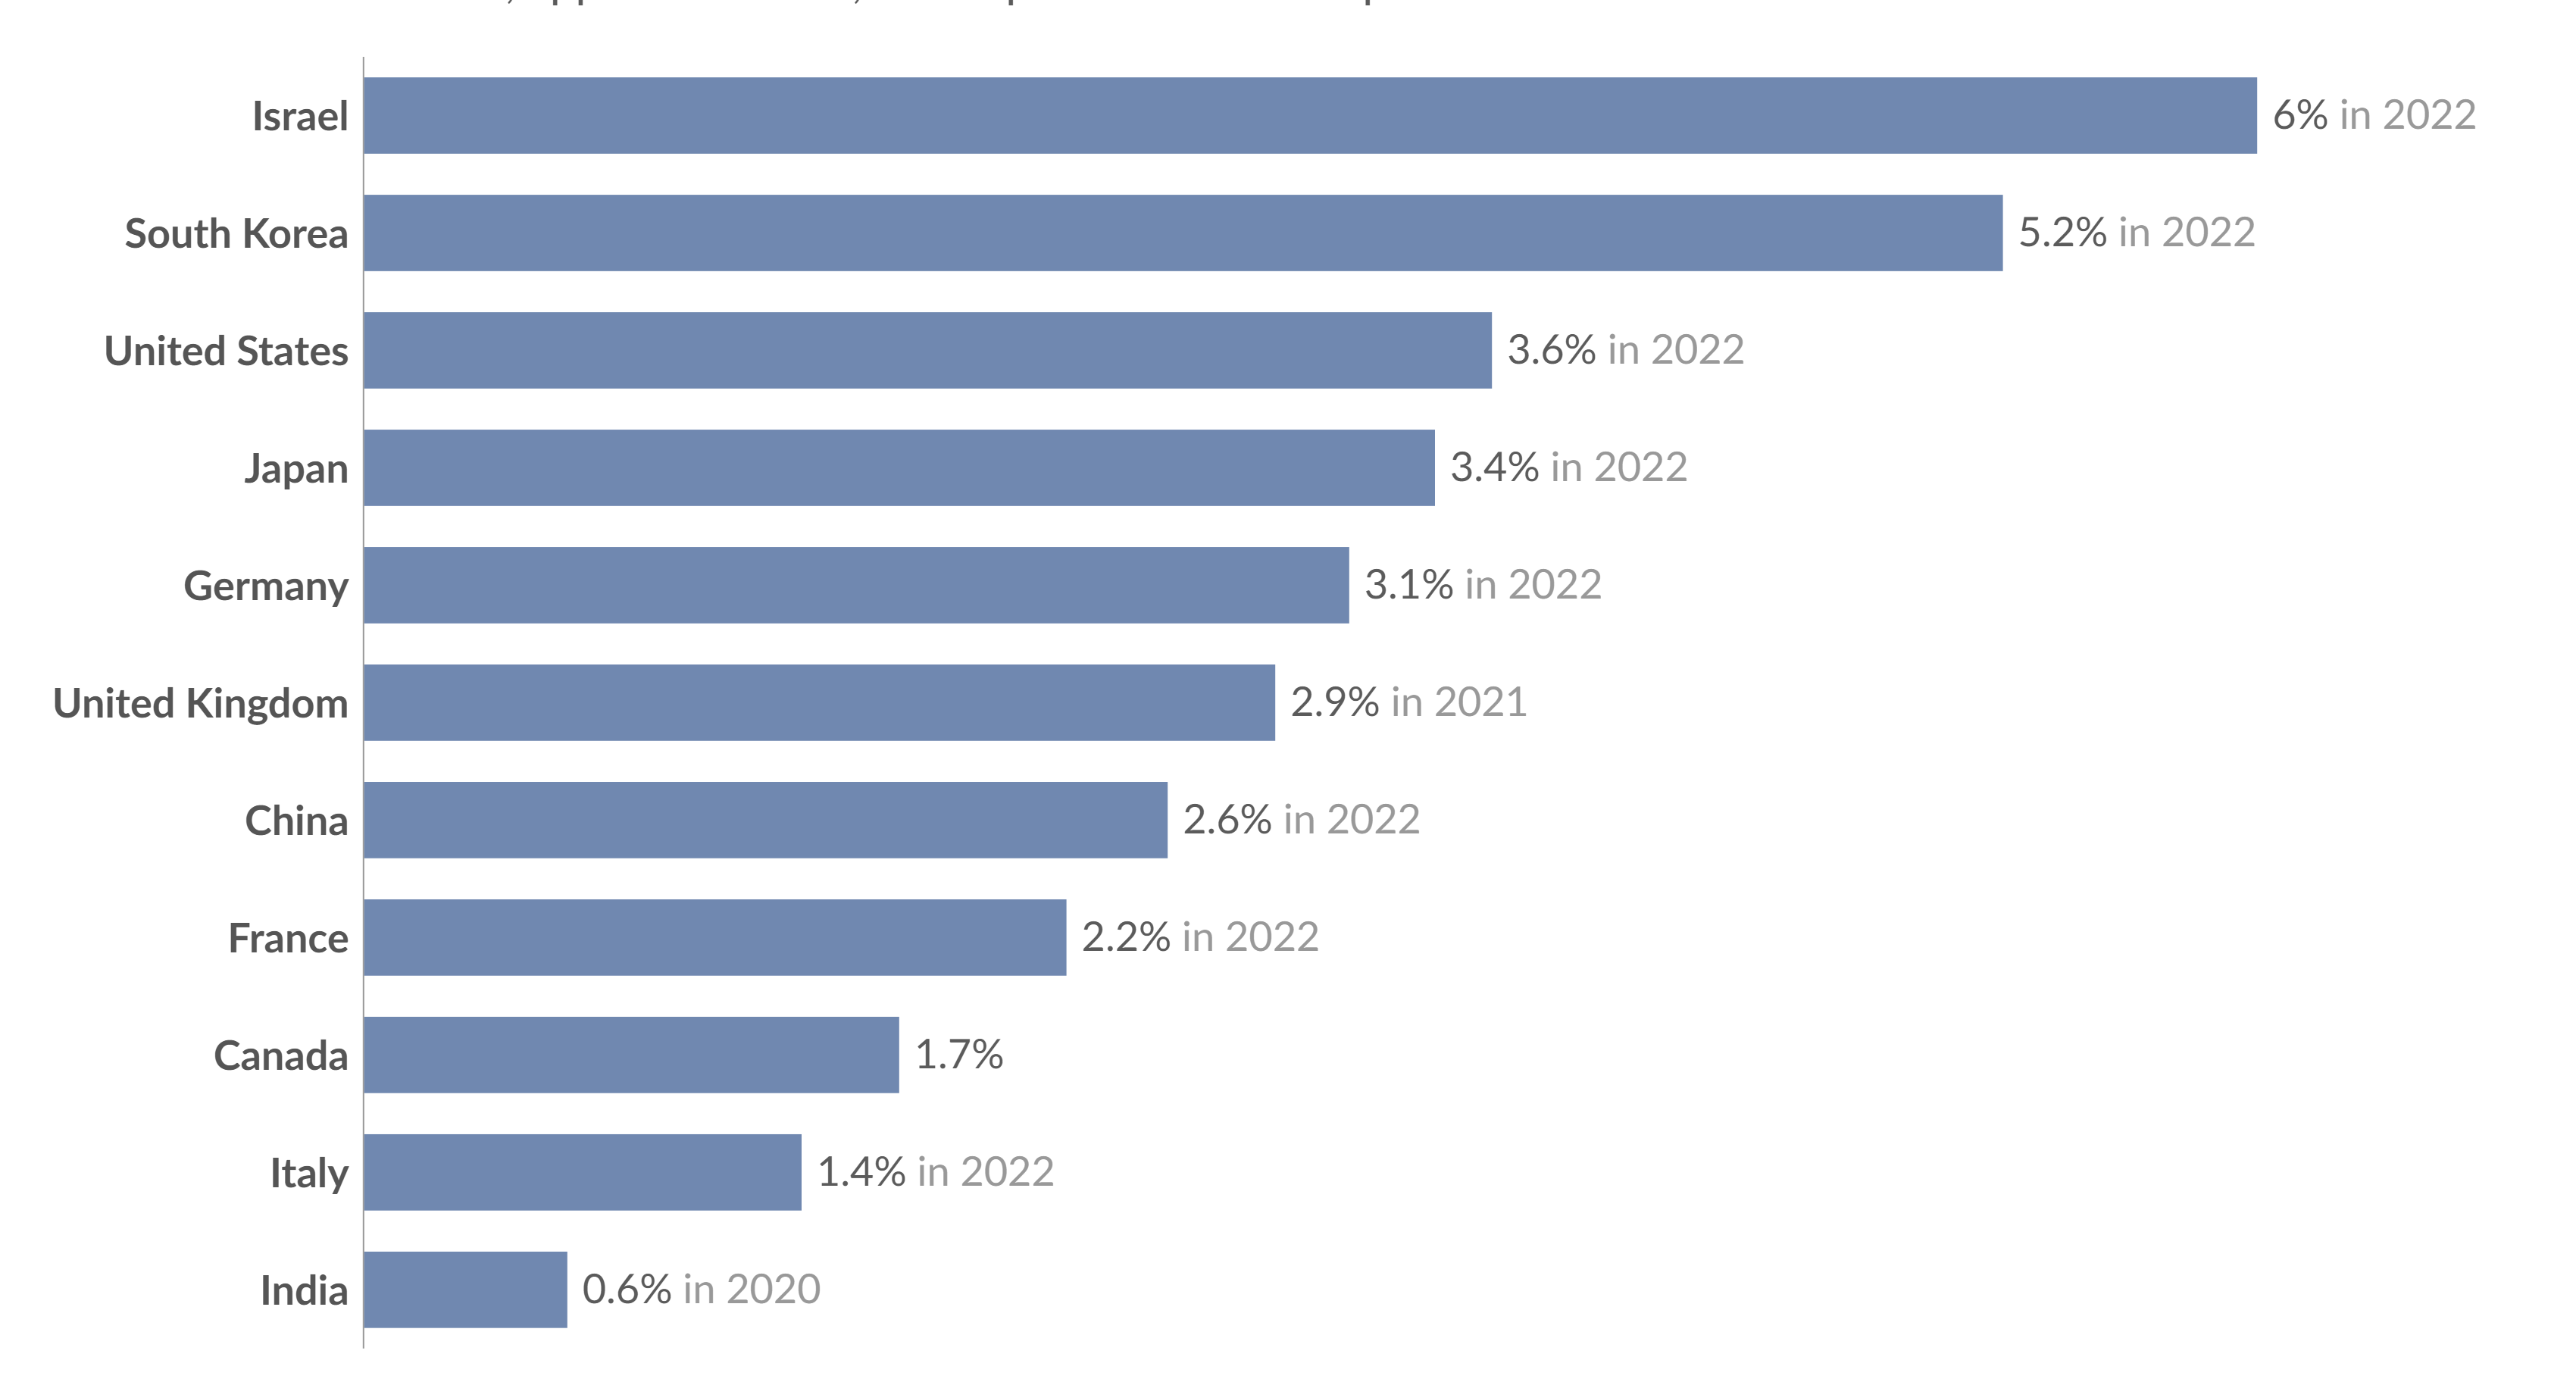 Israel 6% in 2022
South Korea 5.2% in 2022
United States 3.6% in 2022
Japan 3.4% in 2022
Germany 3.1% in 2022
United Kingdom 2.9% in 2021
China 2.6% in 2022
France 2.2% in 2022
Canada 1.7%
Italy 1.4% in 2022
India 0.6% in 2020